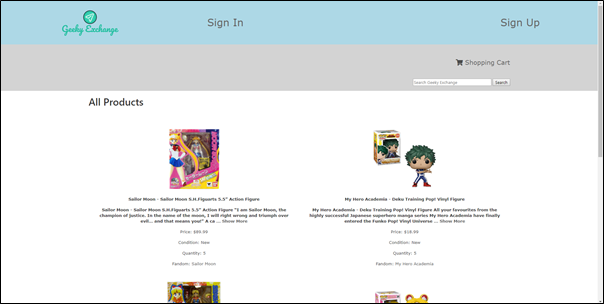 Geeky Exchange
Sign In
Sign Up
Shopping Cart
Search Geeky Exchange
Search
All Products
Sailor Moon - Sailor Moon S.H.Figuarts 5.5" Action Figure
Sailor Moon - Sailor Moon S.H.Figuarts 5.5" Action Figure "I am Sailor Moon, the
champion of justice. In the name of the moon, I will right wrong and triumph over
evil... and that means you!" A ca ... Show More
Price: $89.99
Condition: New
Quantity: 5
Fandom: Sailor Moon
My Hero Academia - Deku Training Pop! Vinyl Figure
My Hero Academia - Deku Training Pop! Vinyl Figure All your favourites from the
highly successful Japanese superhero manga series My Hero Academia have finally
entered the Funko Pop! Vinyl Universe ... Show More
Price: $18.99
Condition: New
Quantity: 5
Fandom: My Hero Academia